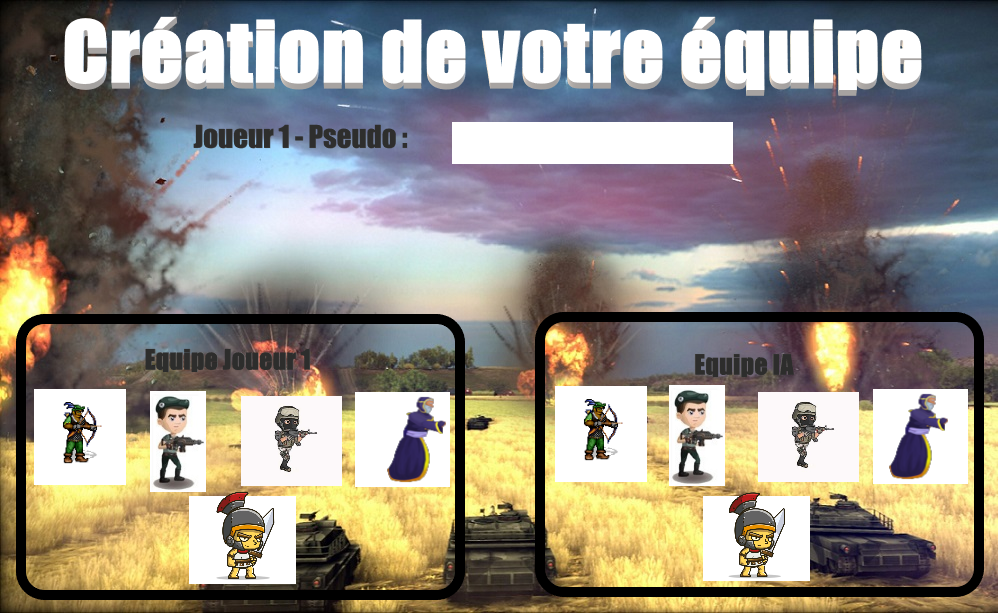 Création de votre équipe
Joueur 1 - Pseudo :
Equipe Joueur 1
Equipe IA